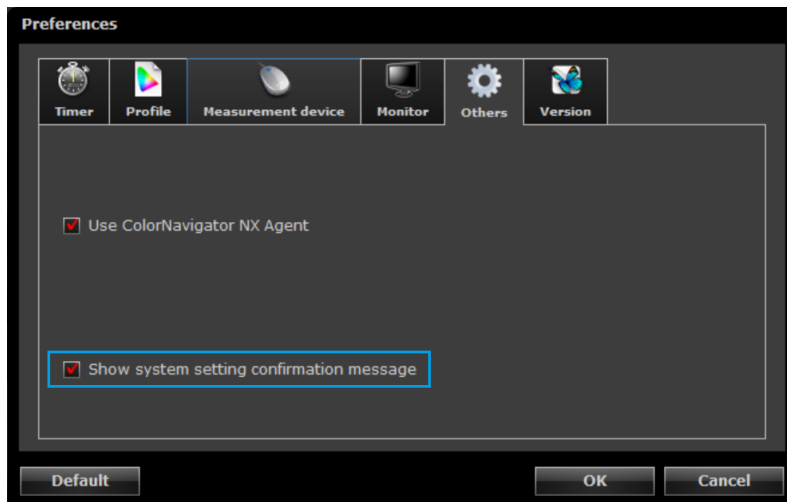 Preferences
Timer
Profile
Measurement device
Monitor
Others
Version
Use ColorNavigator NX Agent
Show system setting confirmation message
Default
OK
Cancel